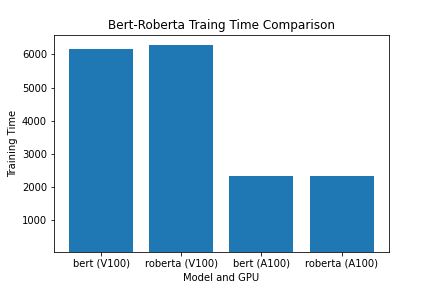 Bert-Roberta Traing Time Comparison
6000
5000
4000
3000
2000
1000
Training Time
bert (V100)
roberta (V100)
bert (A100)
roberta (A100)
Model and GPU